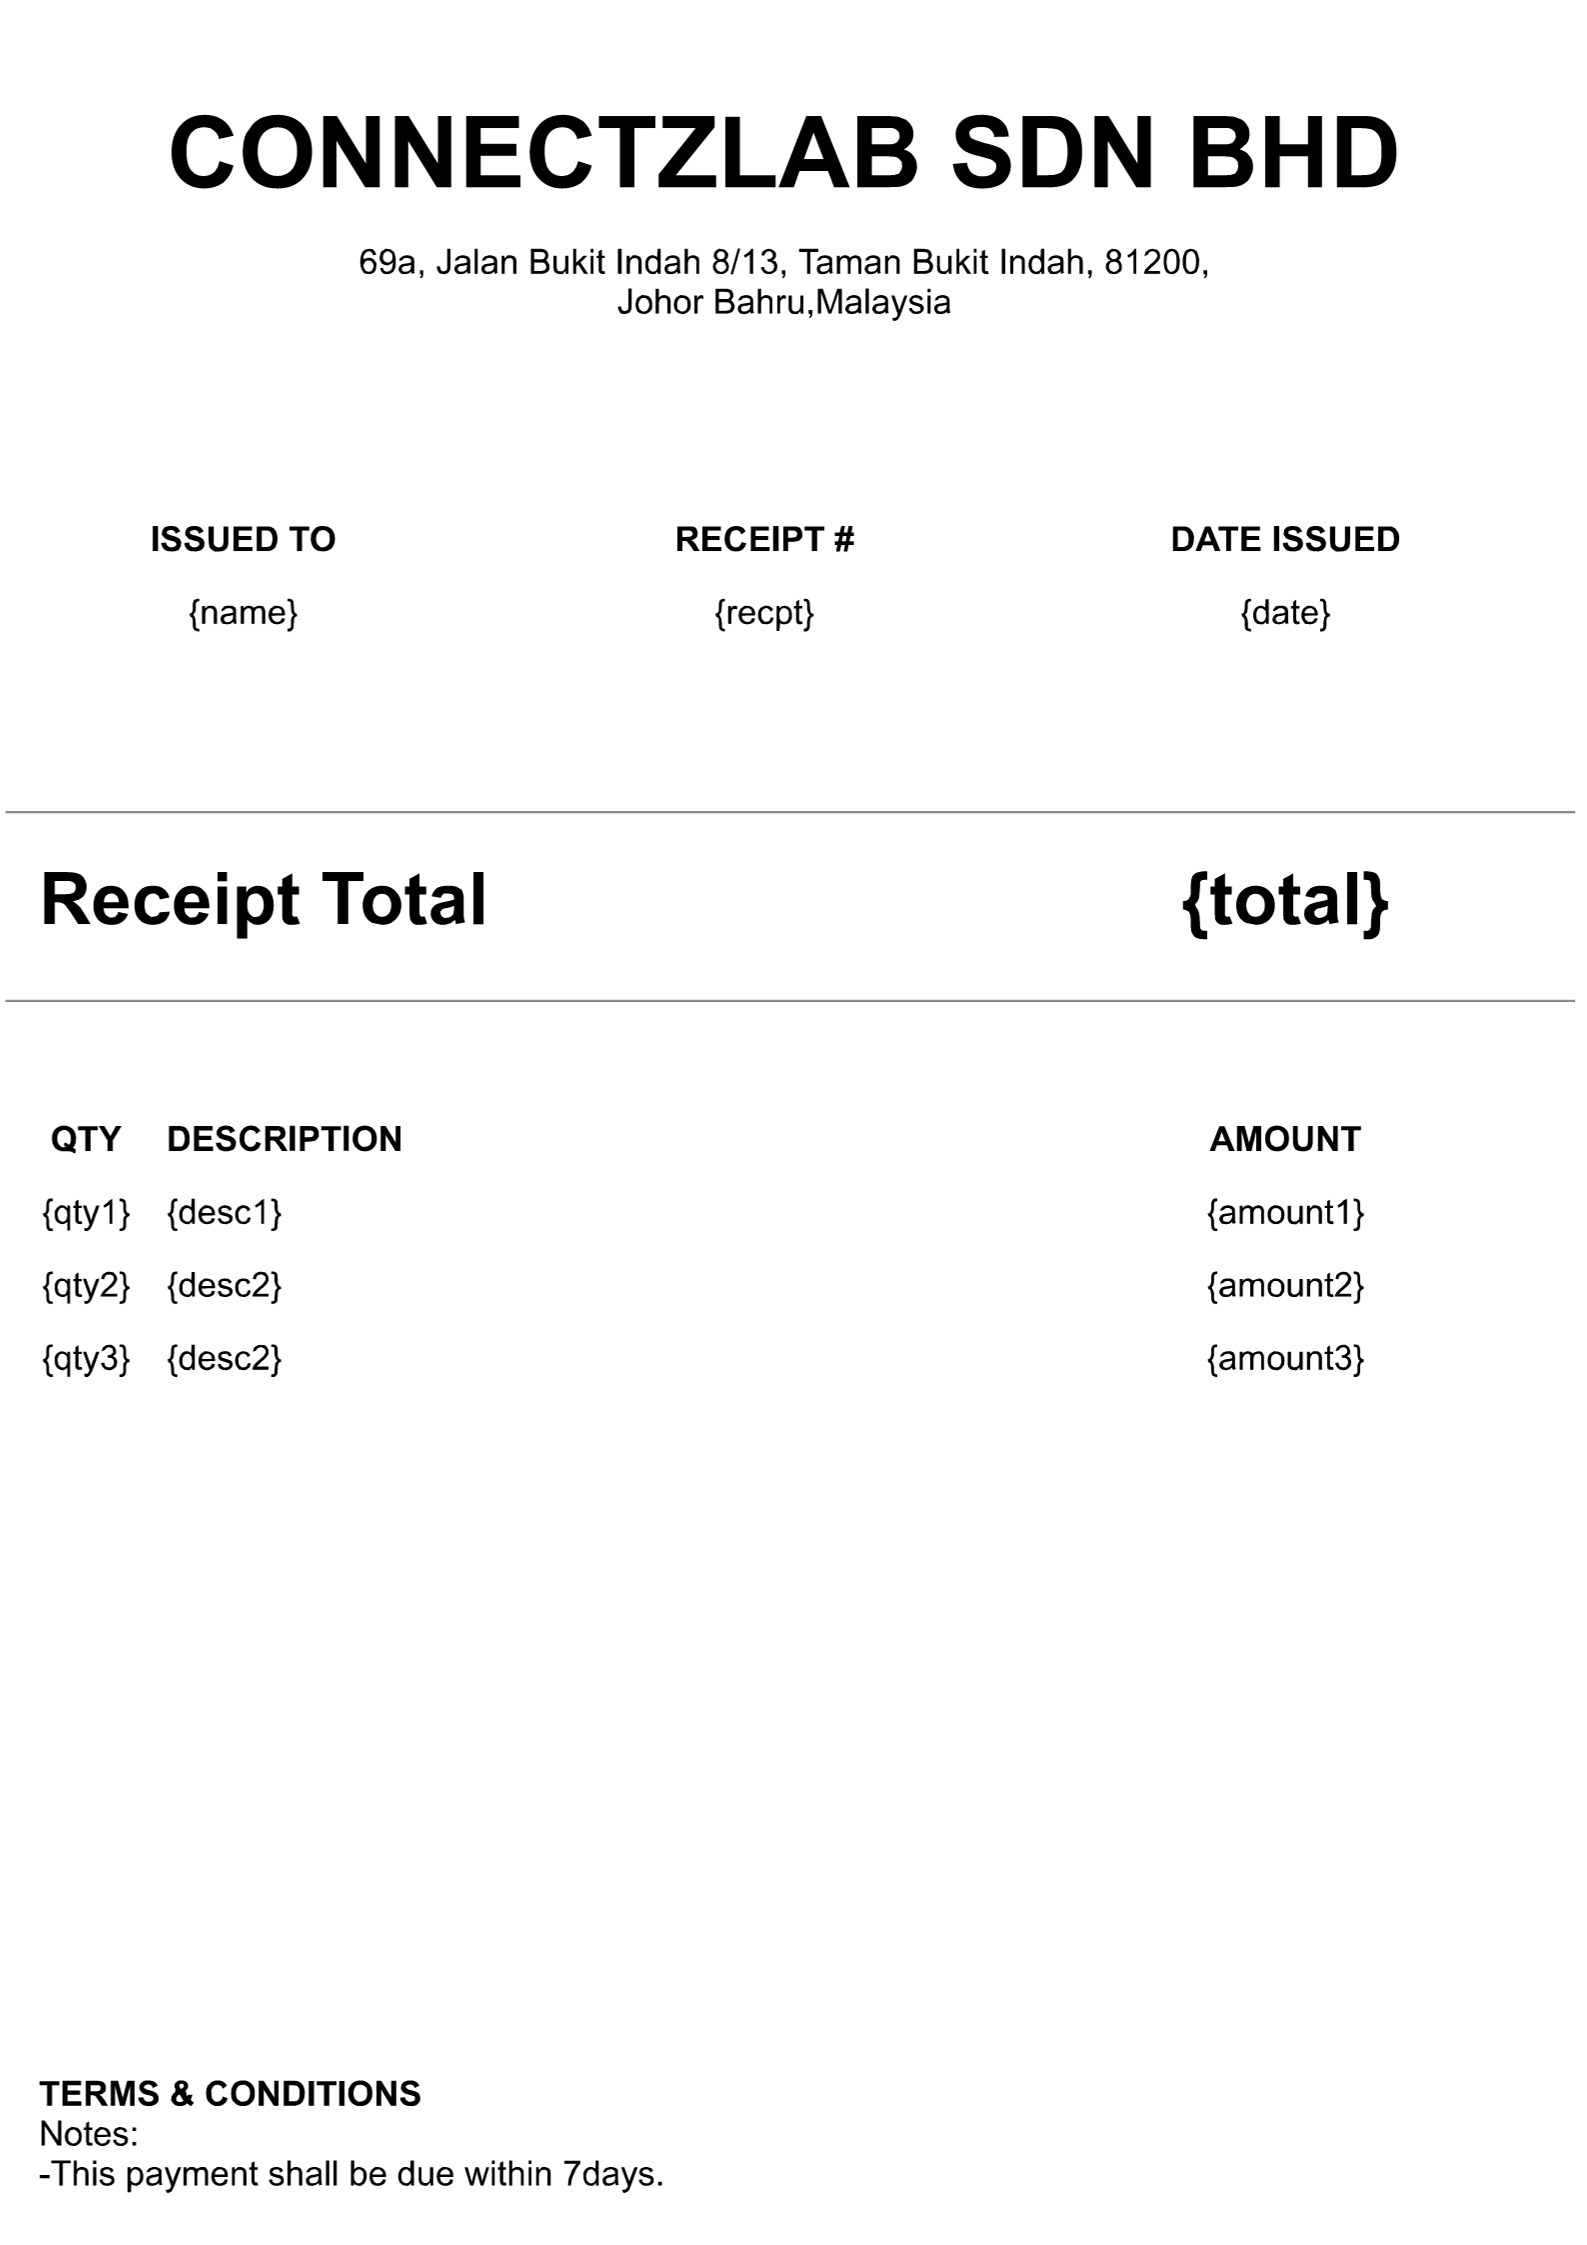 CONNECTZLAB SDN BHD
69a, Jalan Bukit Indah 8/13, Taman Bukit Indah, 81200,
Johor Bahru,Malaysia
ISSUED TO RECEIPT # DATE ISSUED
{name} {recpt} {date}
Receipt Total {total}
QTY DESCRIPTION AMOUNT
{qty1} {desc1} {amount1}
{qty2} {desc2} {amount2}
{qty3} {desc2} {amount3}
TERMS & CONDITIONS
Notes:
-This payment shall be due within 7days.